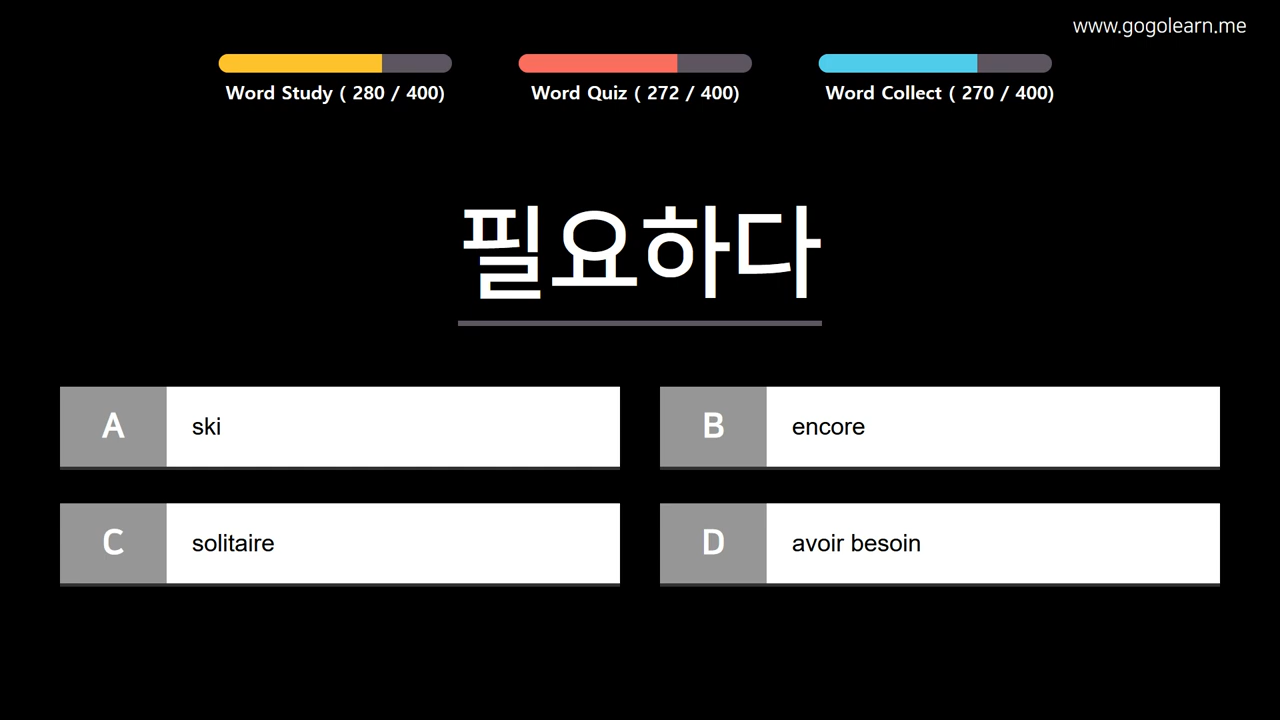 www.gogolearn.me
Word Study ( 280 / 400)
Word Quiz ( 272 / 400)
Word Collect ( 270 / 400)
필요하다
A ski
B encore
C solitaire
D avoir besoin